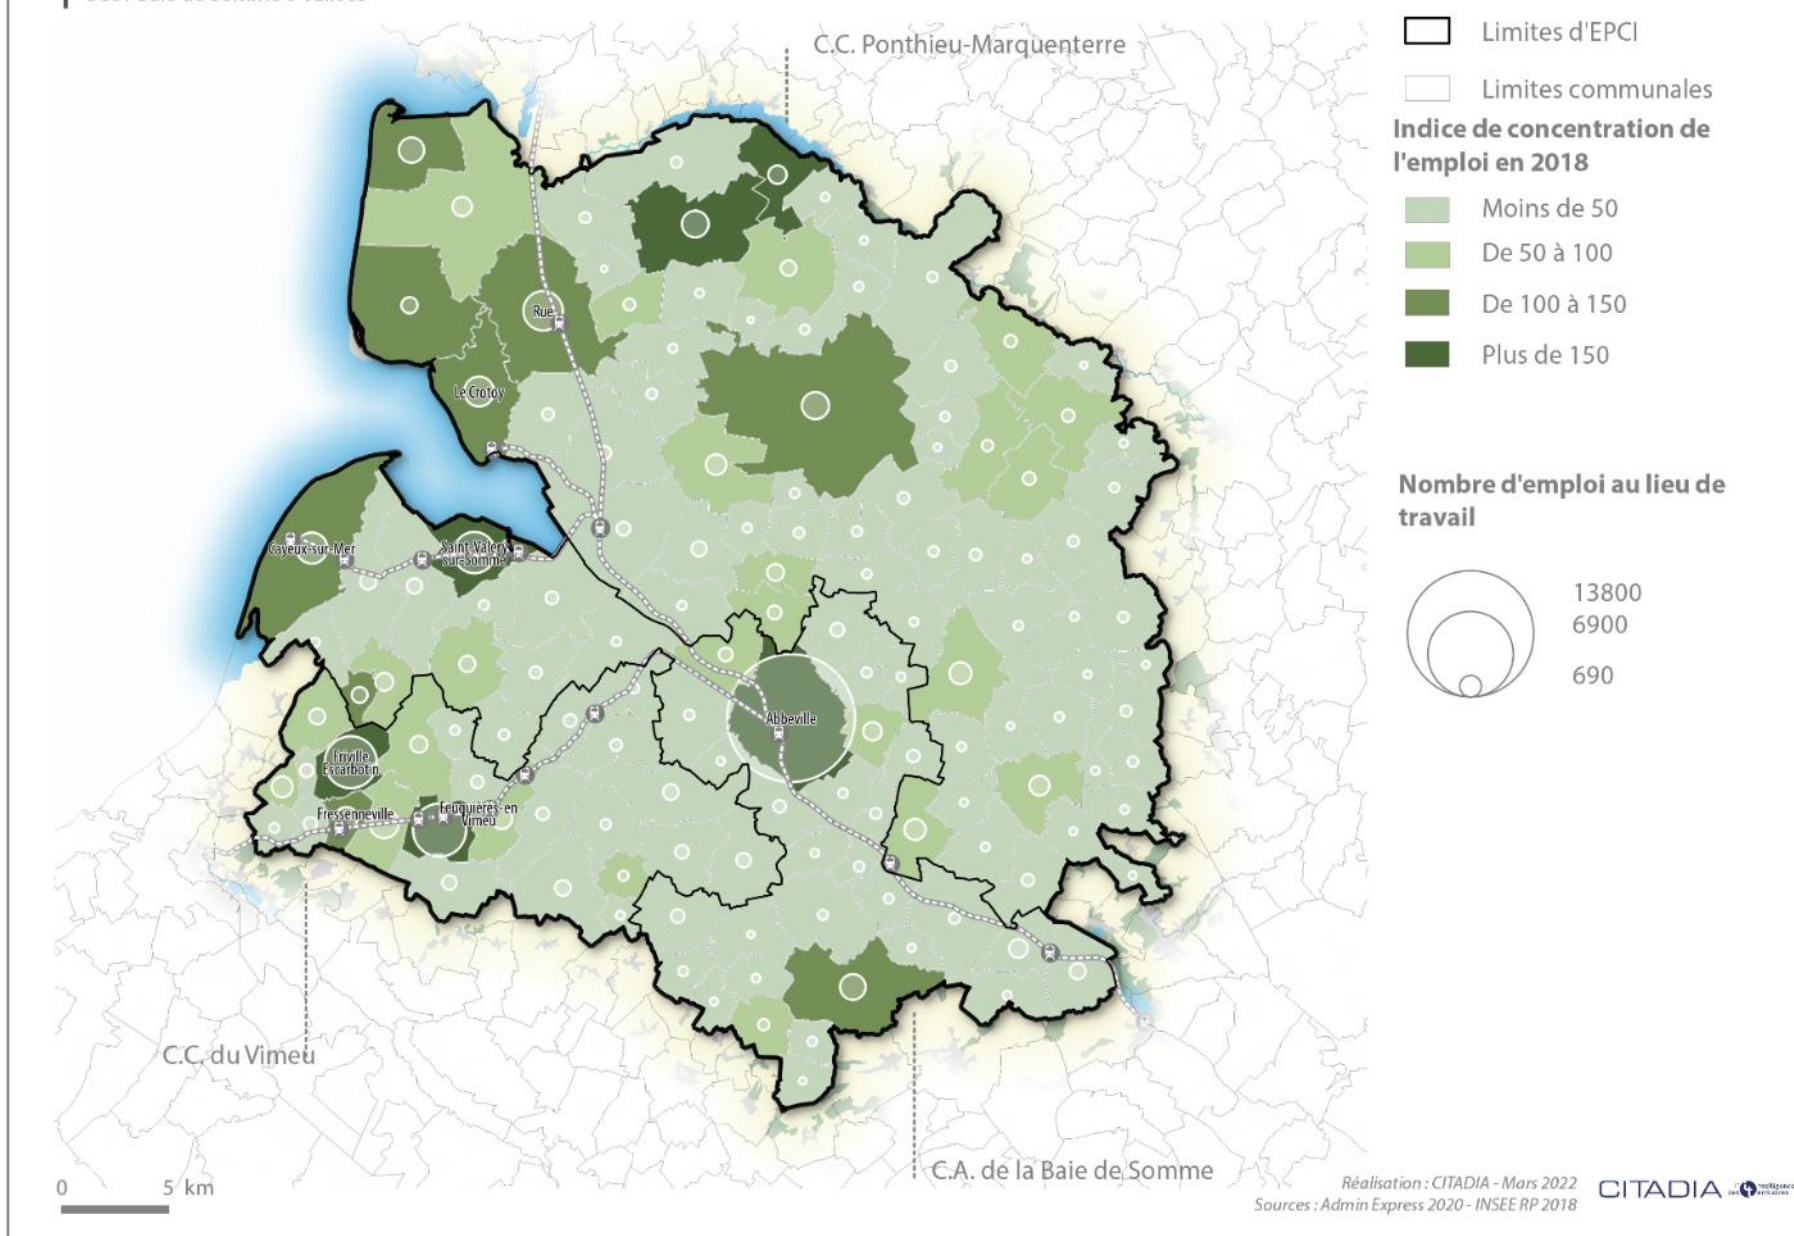 C.C. Ponthieu-Marquenterre
Limites d'EPCI
Limites communales
Indice de concentration de
l'emploi en 2018
Moins de 50
De 50 à 100
De 100 à 150
Plus de 150
Nombre d'emploi au lieu de
travail
13800
6900
690
Rue
Le Crotoy
Cayeux-sur-Mer
Saint-Valery
sur-Somme
Abbeville
Friville
Escarbotin
Fressenneville
Feuquières-en
Vimeu
C.C. du Vimeu
C.A. de la Baie de Somme
0 5 km
Réalisation : CITADIA - Mars 2022
Sources : Admin Express 2020 - INSEE RP 2018
CITADIA